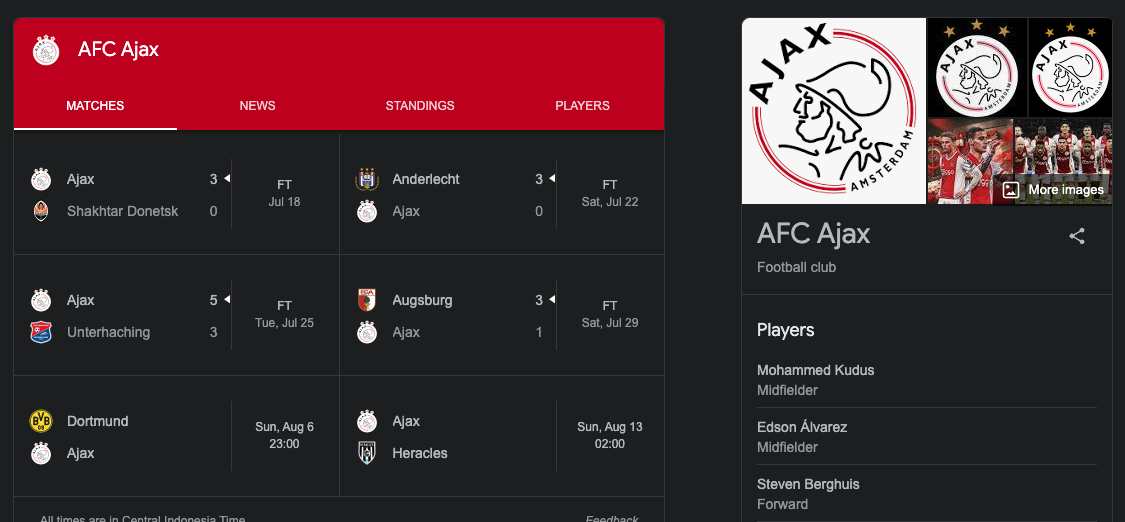 AFC Ajax
MATCHES
NEWS
STANDINGS
PLAYERS
Ajax 3
Shakhtar Donetsk 0
FT
Jul 18
Anderlecht 3
Ajax 0
FT
Sat, Jul 22
Ajax 5
Unterhaching 3
FT
Tue, Jul 25
Augsburg 3
Ajax 1
FT
Sat, Jul 29
Dortmund
Ajax
Sun, Aug 6
23:00
Ajax
Heracles
Sun, Aug 13
02:00
All times are in Central Indonesia Time
Feedback
AJAX
AMSTERDAM
AJAX
AMSTERDAM
AJAX
AMSTERDAM
More images
AFC Ajax
Football club
Players
Mohammed Kudus
Midfielder
Edson Álvarez
Midfielder
Steven Berghuis
Forward